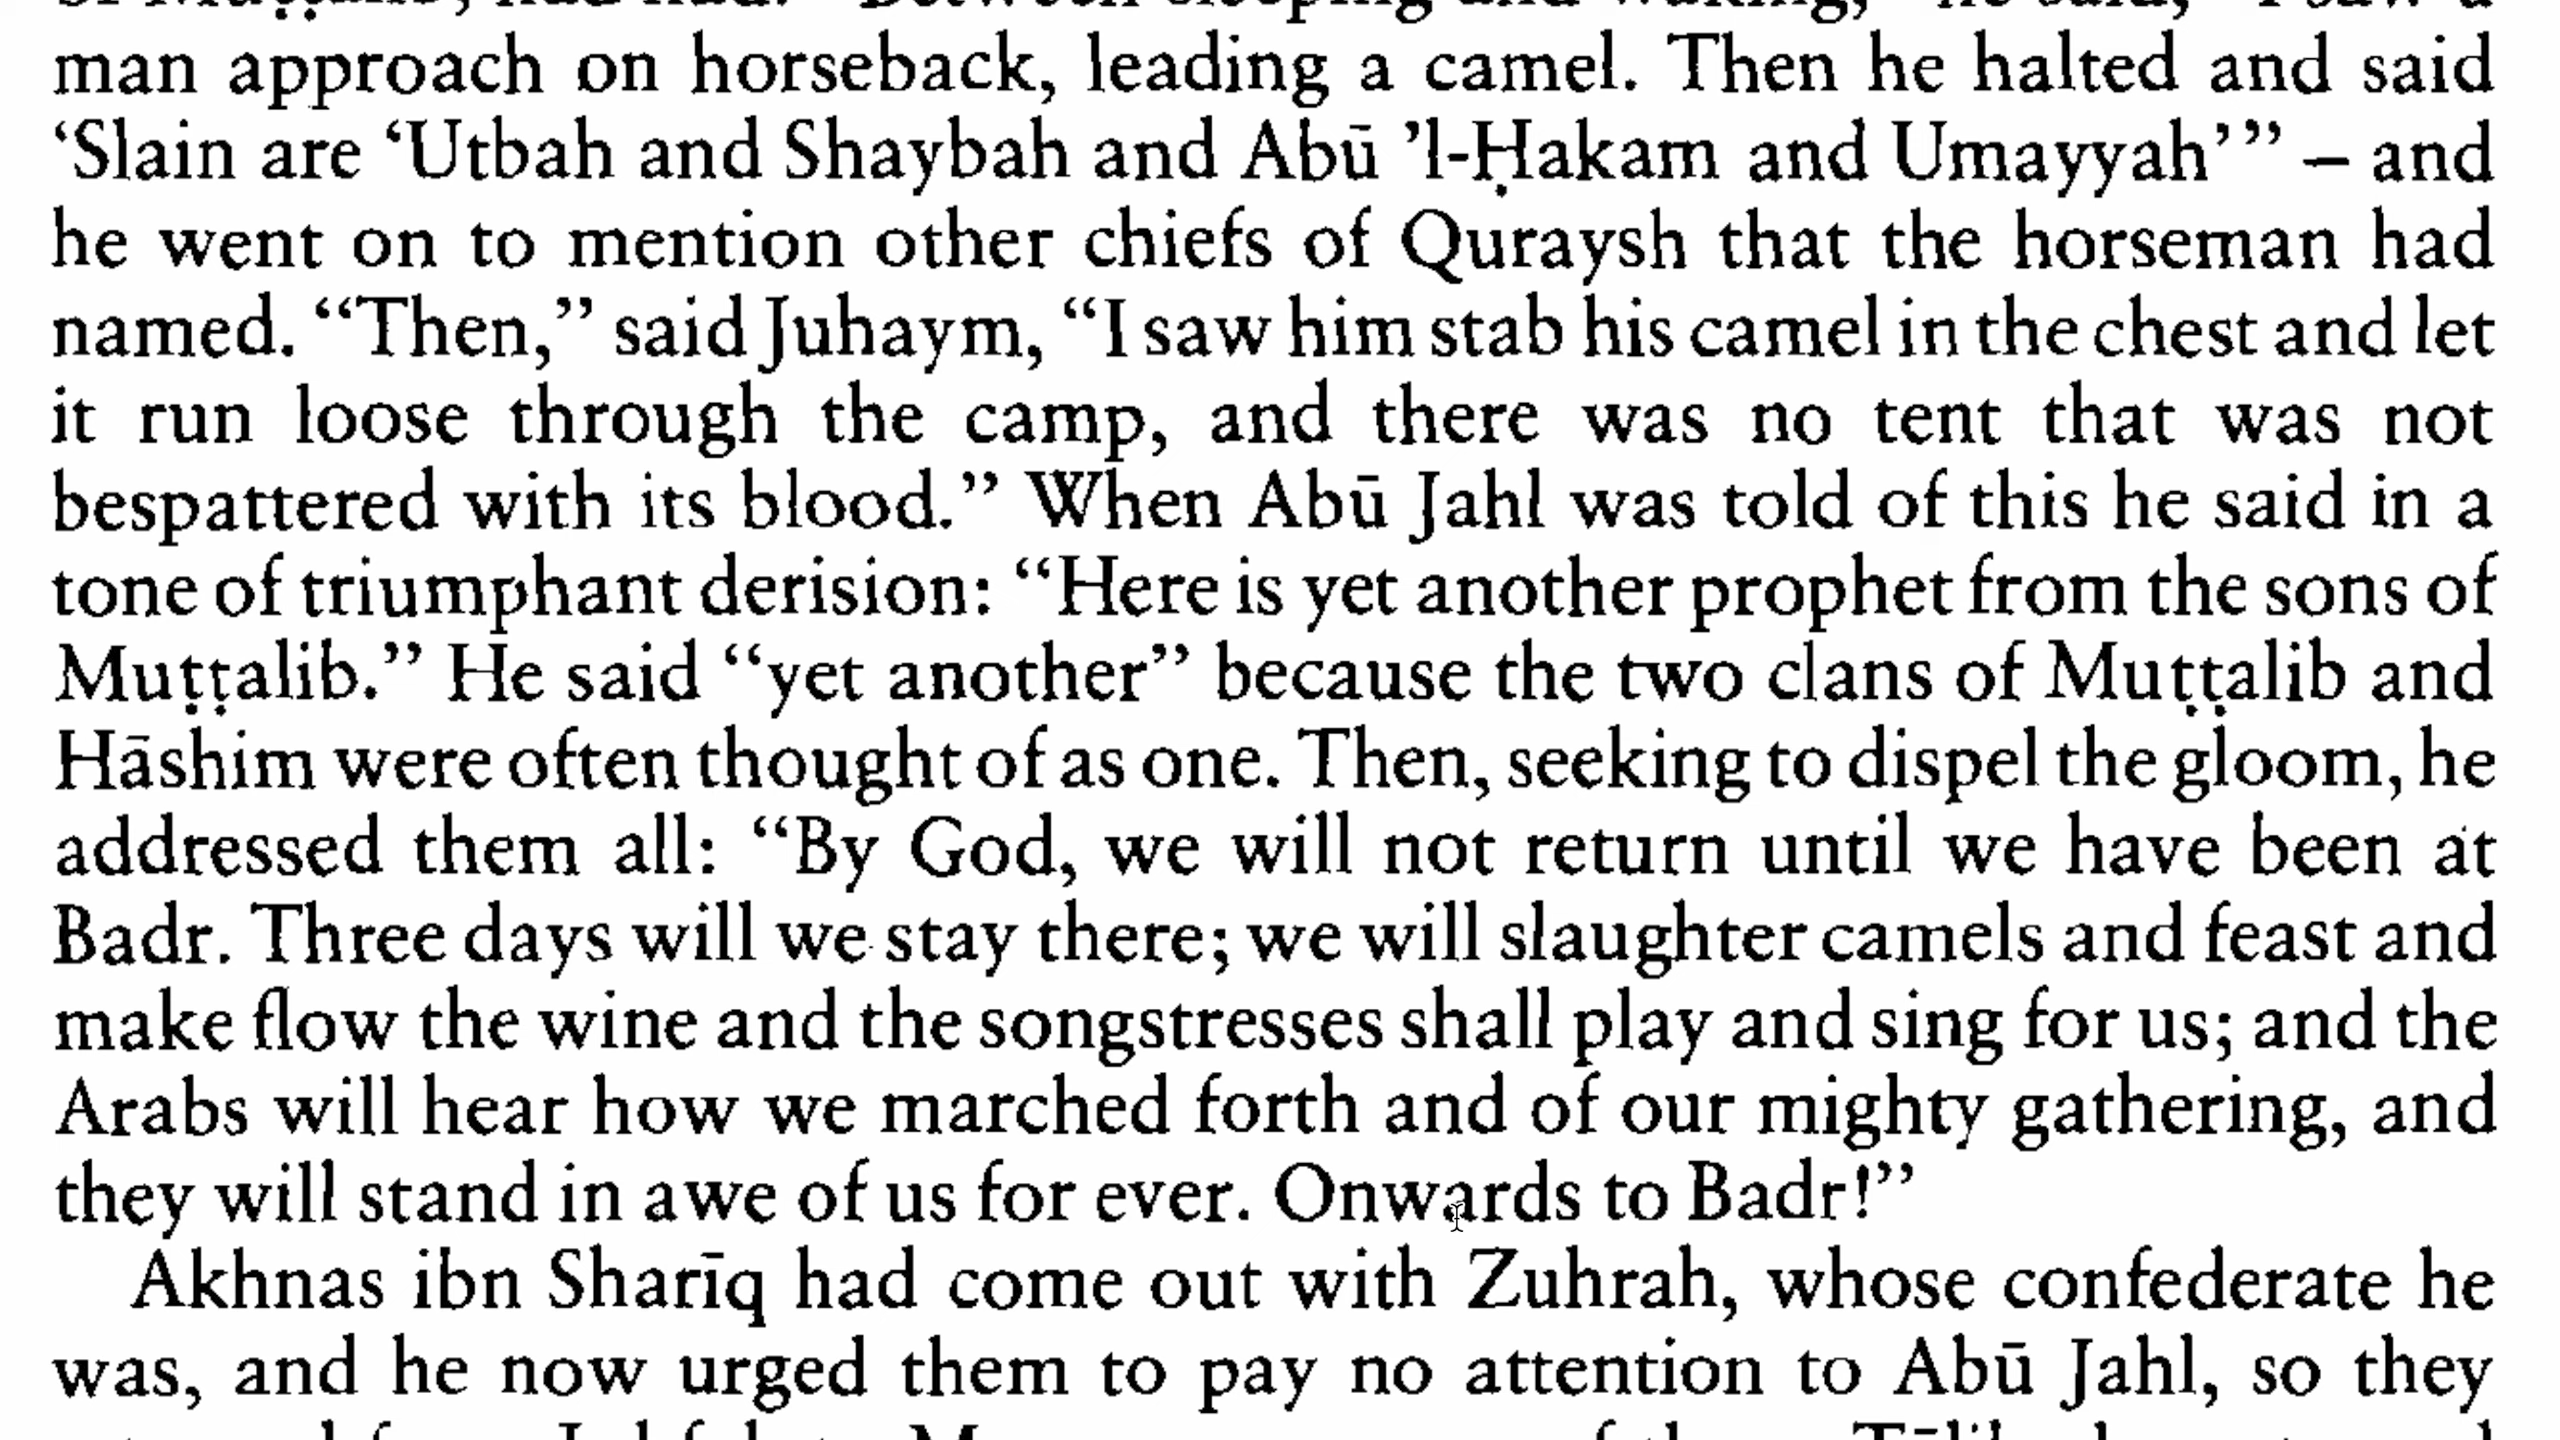 man approach on horseback, leading a camel. Then he halted and said
‘Slain are ‘Utbah and Shaybah and Abū ’l-Ḥakam and Umayyah’” – and
he went on to mention other chiefs of Quraysh that the horseman had
named. “Then,” said Juhaym, “I saw him stab his camel in the chest and let
it run loose through the camp, and there was no tent that was not
bespattered with its blood.” When Abū Jahl was told of this he said in a
tone of triumphant derision: “Here is yet another prophet from the sons of
Muṭṭalib.” He said “yet another” because the two clans of Muṭṭalib and
Hāshim were often thought of as one. Then, seeking to dispel the gloom, he
addressed them all: “By God, we will not return until we have been at
Badr. Three days will we stay there; we will slaughter camels and feast and
make flow the wine and the songstresses shall play and sing for us; and the
Arabs will hear how we marched forth and of our mighty gathering, and
they will stand in awe of us for ever. Onwards to Badr!”
Akhnas ibn Sharīq had come out with Zuhrah, whose confederate he
was, and he now urged them to pay no attention to Abū Jahl, so they